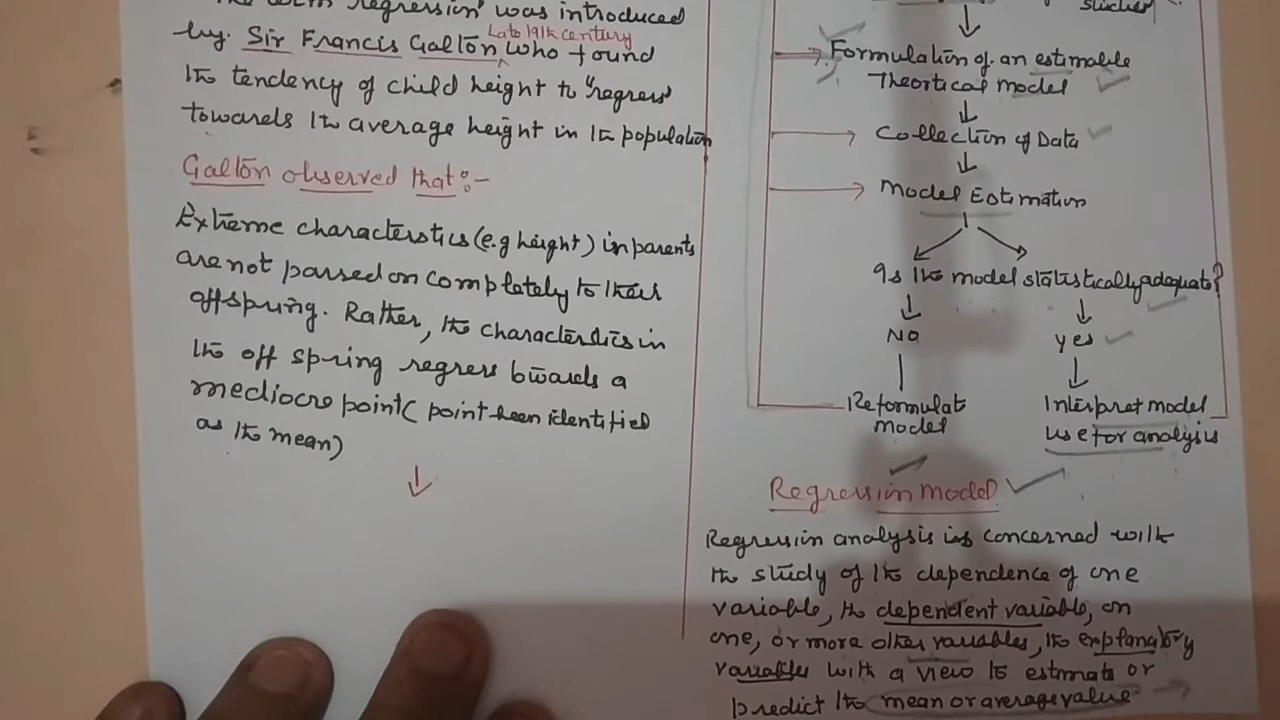 The term 'regression' was introduced
by. Sir Francis Galton, who found
Late 19th century
the tendency of child height to "regress"
towards the average height in the population
Galton observed that:-
Extreme characterstics (e.g height) in parents
are not passed on completely to their
offspring. Rather, the characterstics in
the off spring regress towards a
mediocre point ( point been identified
as the mean)
studies
Formulation of an estimable
Theortical model
Collection of Data
Model Estimation
Is the model statistically adequate?
No
yes
Reformulate
model
Interpret model
use for analysis
Regression Model
Regression analysis is concerned with
the study of the dependence of one
variable, the dependent variable, on
one, or more other variables, the explanatory
variables with a view to estimate or
predict the mean or average value